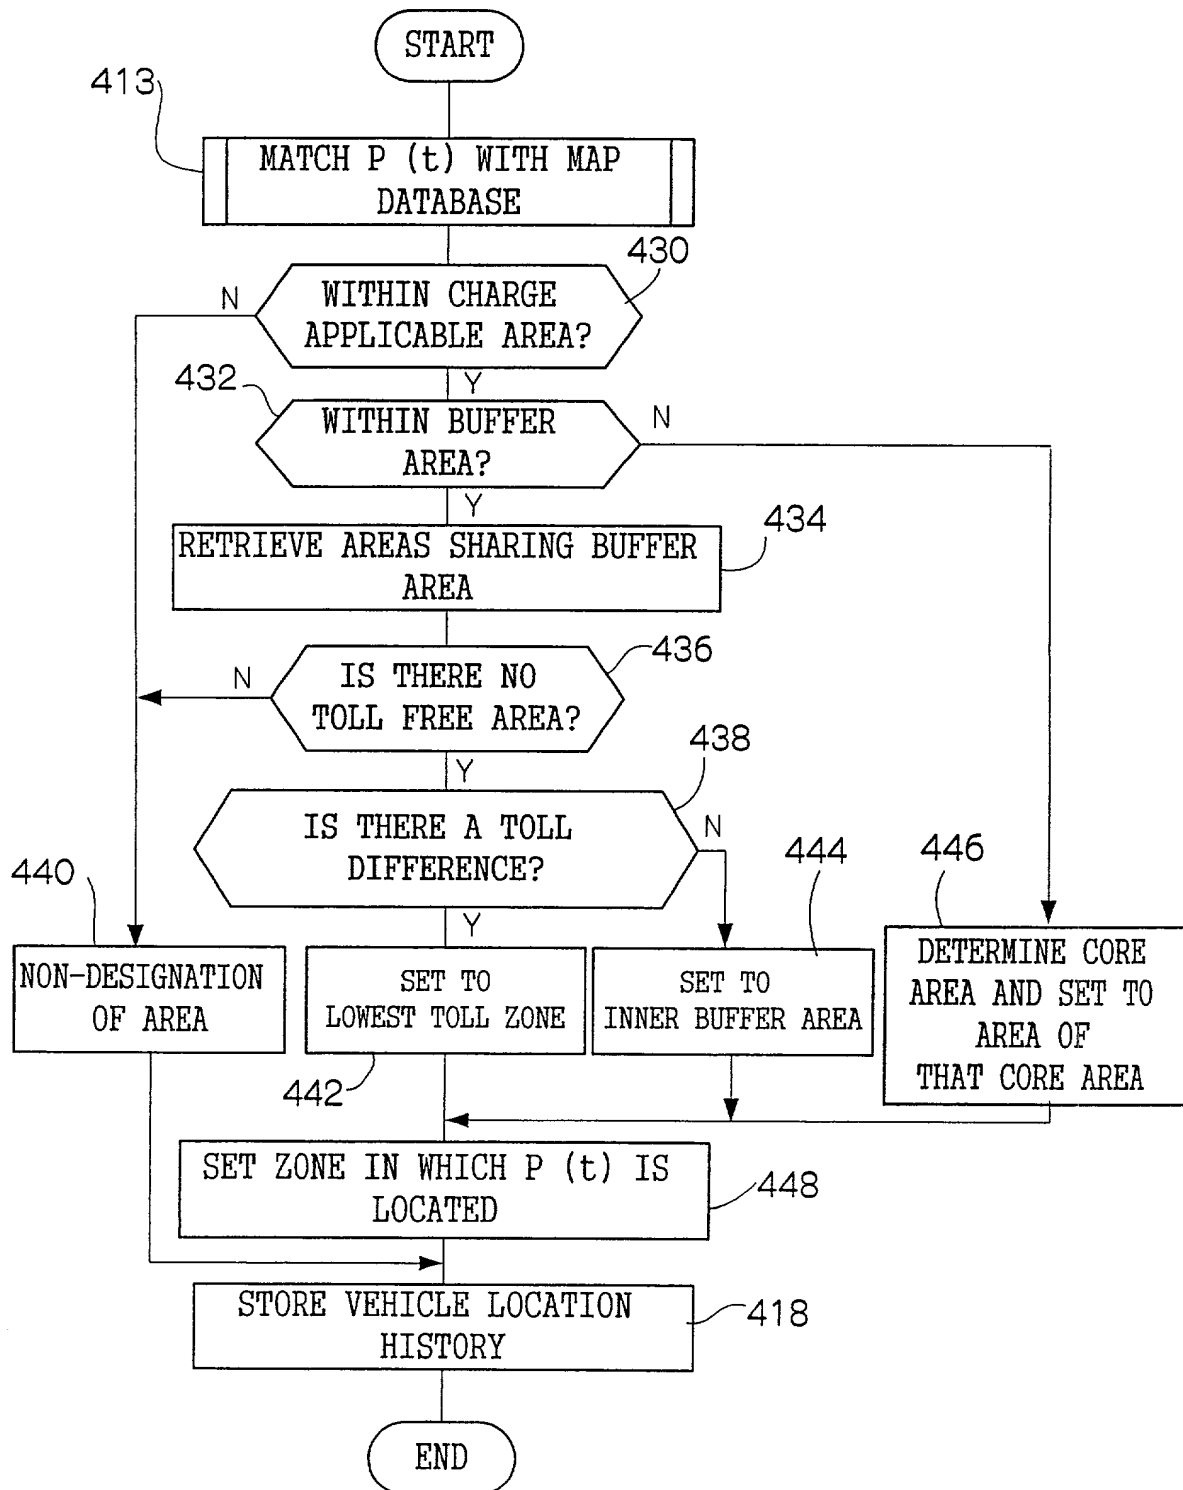 START
413
MATCH P (t) WITH MAP
DATABASE
430
N
WITHIN CHARGE
APPLICABLE AREA?
Y
432
WITHIN BUFFER
AREA?
N
Y
434
RETRIEVE AREAS SHARING BUFFER
AREA
436
N
IS THERE NO
TOLL FREE AREA?
Y
438
IS THERE A TOLL
DIFFERENCE?
N
Y
440
444
446
NON-DESIGNATION
OF AREA
SET TO
LOWEST TOLL ZONE
442
SET TO
INNER BUFFER AREA
DETERMINE CORE
AREA AND SET TO
AREA OF
THAT CORE AREA
SET ZONE IN WHICH P (t) IS
LOCATED
448
STORE VEHICLE LOCATION
HISTORY
418
END